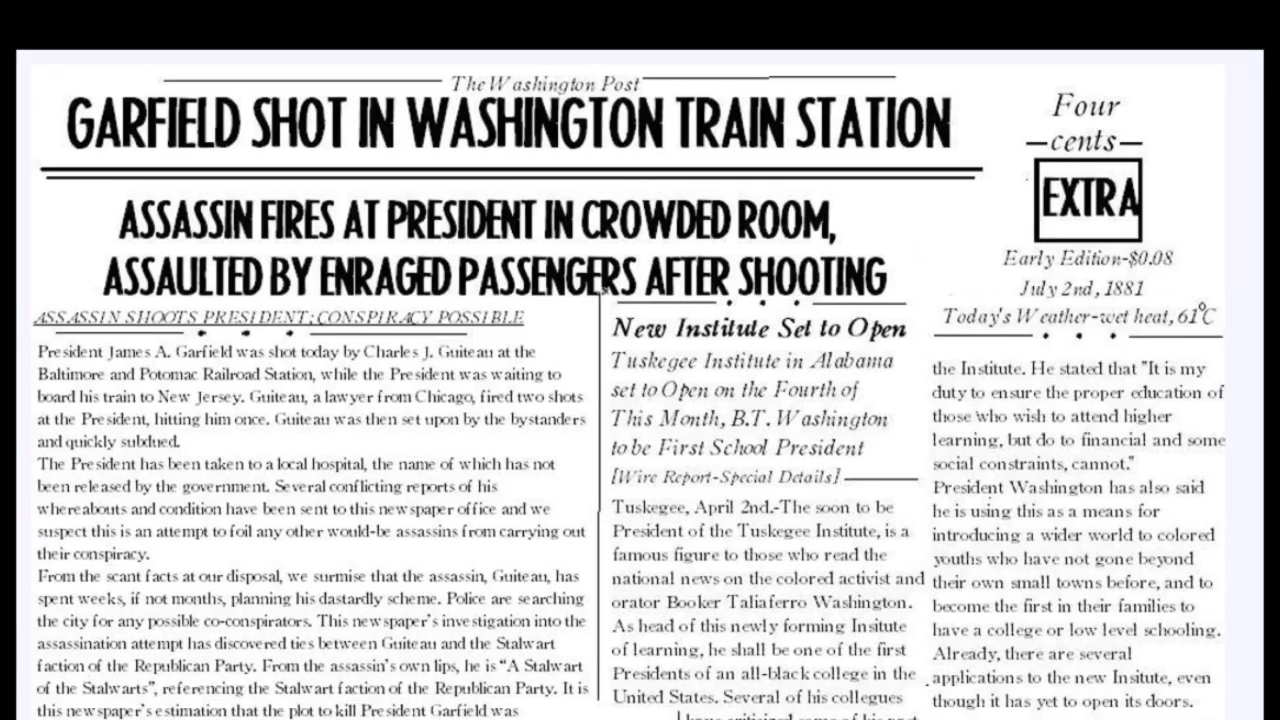 The Washington Post
GARFIELD SHOT IN WASHINGTON TRAIN STATION
Four
cents
EXTRA
ASSASSIN FIRES AT PRESIDENT IN CROWDED ROOM,
ASSAULTED BY ENRAGED PASSENGERS AFTER SHOOTING
Early Edition-$0.08
July 2nd, 1881
Today's Weather-wet heat, 61°C
ASSASSIN SHOOTS PRESIDENT; CONSPIRACY POSSIBLE
President James A. Garfield was shot today by Charles J. Guiteau at the
Baltimore and Potomac Railroad Station, while the President was waiting to
board his train to New Jersey. Guiteau, a lawyer from Chicago, fired two shots
at the President, hitting him once. Guiteau was then set upon by the bystanders
and quickly subdued.
The President has been taken to a local hospital, the name of which has not
been released by the government. Several conflicting reports of his
whereabouts and condition have been sent to this newspaper office and we
suspect this is an attempt to foil any other would-be assassins from carrying out
their conspiracy.
From the scant facts at our disposal, we surmise that the assassin, Guiteau, has
spent weeks, if not months, planning his dastardly scheme. Police are searching
the city for any possible co-conspirators. This newspaper's investigation into the
assassination attempt has discovered ties between Guiteau and the Stalwart
faction of the Republican Party. From the assassin's own lips, he is "A Stalwart
of the Stalwarts", referencing the Stalwart faction of the Republican Party. It is
this newspaper's estimation that the plot to kill President Garfield was
New Institute Set to Open
Tuskegee Institute in Alabama
set to Open on the Fourth of
This Month, B.T. Washington
to be First School President
[Wire Report-Special Details]
Tuskegee, April 2nd.-The soon to be
President of the Tuskegee Institute, is a
famous figure to those who read the
national news on the colored activist and
orator Booker Taliaferro Washington.
As head of this newly forming Insitute
of learning, he shall be one of the first
Presidents of an all-black college in the
United States. Several of his collegues
the Institute. He stated that "It is my
duty to ensure the proper education of
those who wish to attend higher
learning, but do to financial and some
social constraints, cannot."
President Washington has also said
he is using this as a means for
introducing a wider world to colored
youths who have not gone beyond
their own small towns before, and to
become the first in their families to
have a college or low level schooling.
Already, there are several
applications to the new Insitute, even
though it has yet to open its doors.